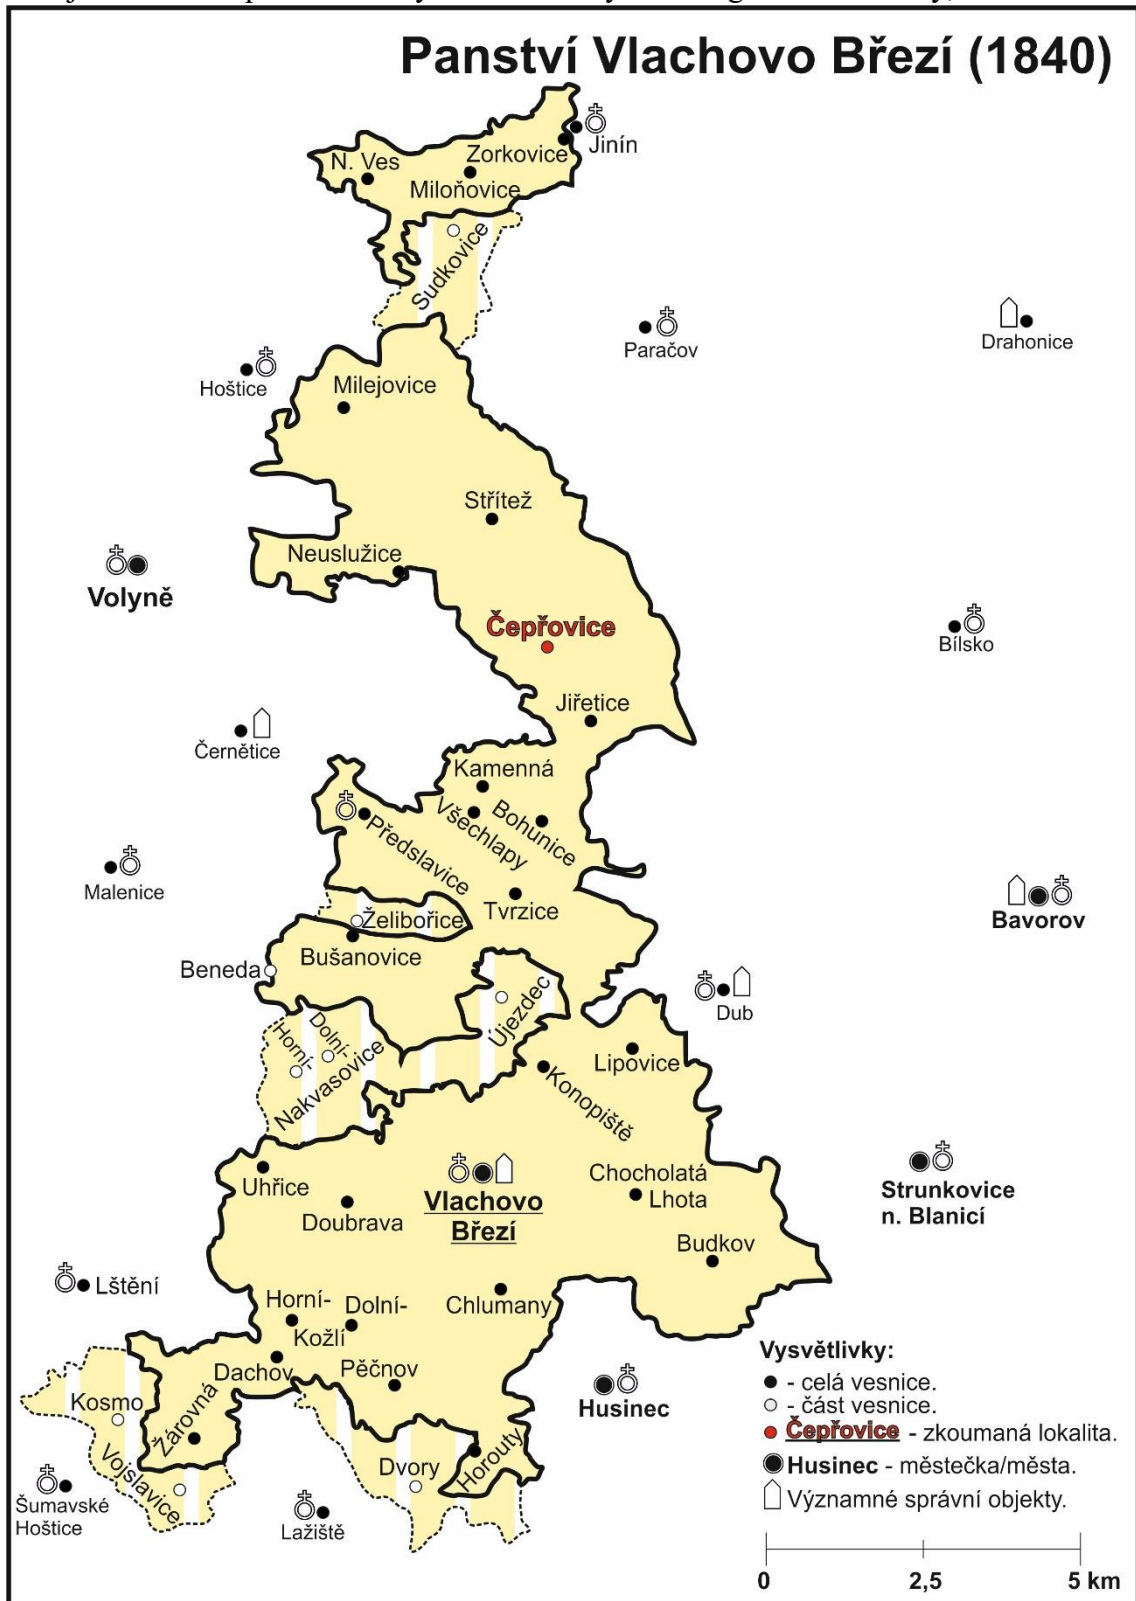 Panství Vlachovo Březí (1840)
Jinín
Zorkovice
N. Ves
Miloňovice
Sudkovice
Paračov
Drahonice
Hoštice
Milejovice
Střítež
Neuslužice
Volyně
Čepřovice
Bílsko
Jiřetice
Černětice
Kamenná
Všechlapy
Bohunice
Předslavice
Malenice
Tvrzice
Bavorov
Želibořice
Bušanovice
Beneda
Újezdec
Dub
Horní-
Dolní-
Nakvasovice
Lipovice
Konopiště
Uhřice
Doubrava
Vlachovo
Březí
Chocholatá
Lhota
Strunkovice
n. Blanicí
Budkov
Lštění
Chlumany
Horní-
Dolní-
Kožlí
Dachov
Pěčnov
Kosmo
Žárovná
Vojslavice
Dvory
Horouty
Husinec
Šumavské
Hoštice
Lažiště
Vysvětlivky:
- celá vesnice.
- část vesnice.
Čepřovice - zkoumaná lokalita.
Husinec - městečka/města.
Významné správní objekty.
0 2,5 5 km